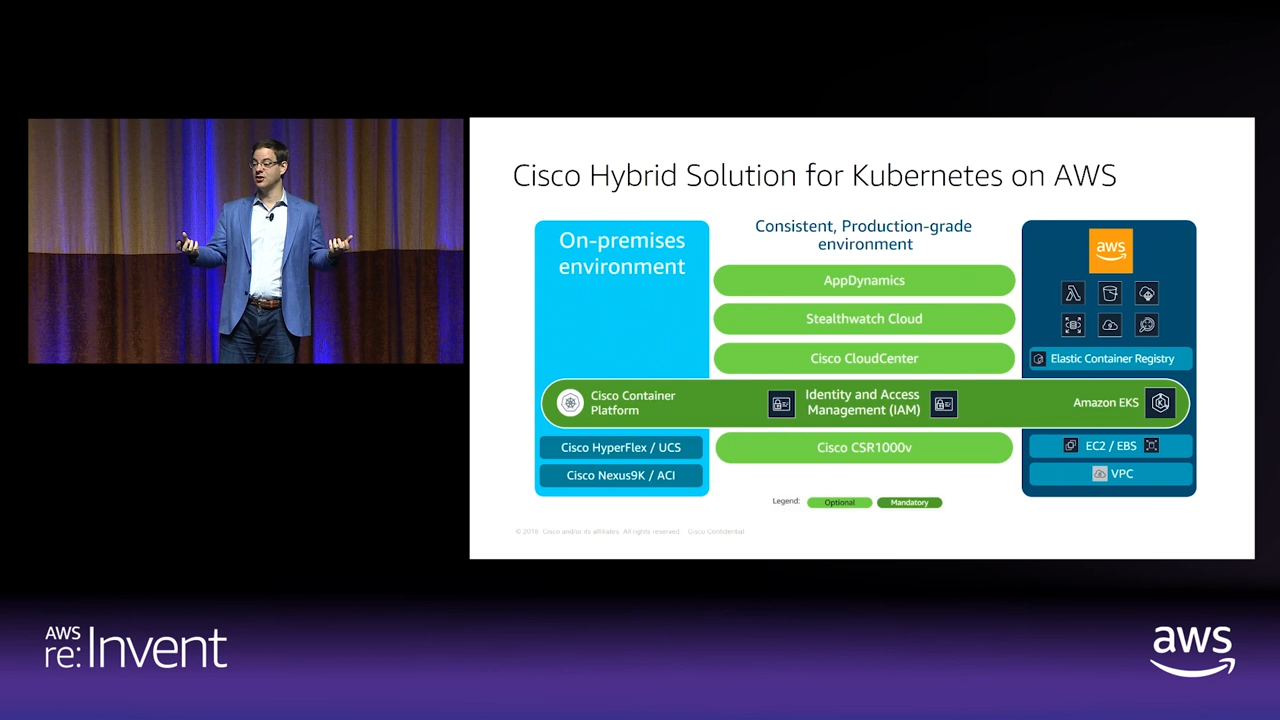 Cisco Hybrid Solution for Kubernetes on AWS
On-premises
environment
Consistent, Production-grade
environment
aws
AppDynamics
Stealthwatch Cloud
Cisco CloudCenter
Elastic Container Registry
Cisco Container
Platform
Identity and Access
Management (IAM)
Amazon EKS
Cisco HyperFlex / UCS
Cisco CSR1000v
EC2 / EBS
Cisco Nexus9K / ACI
VPC
Legend:
Optional
Mandatory
© 2018 Cisco and/or its affiliates. All rights reserved. Cisco Confidential
AWS
re:Invent
aws